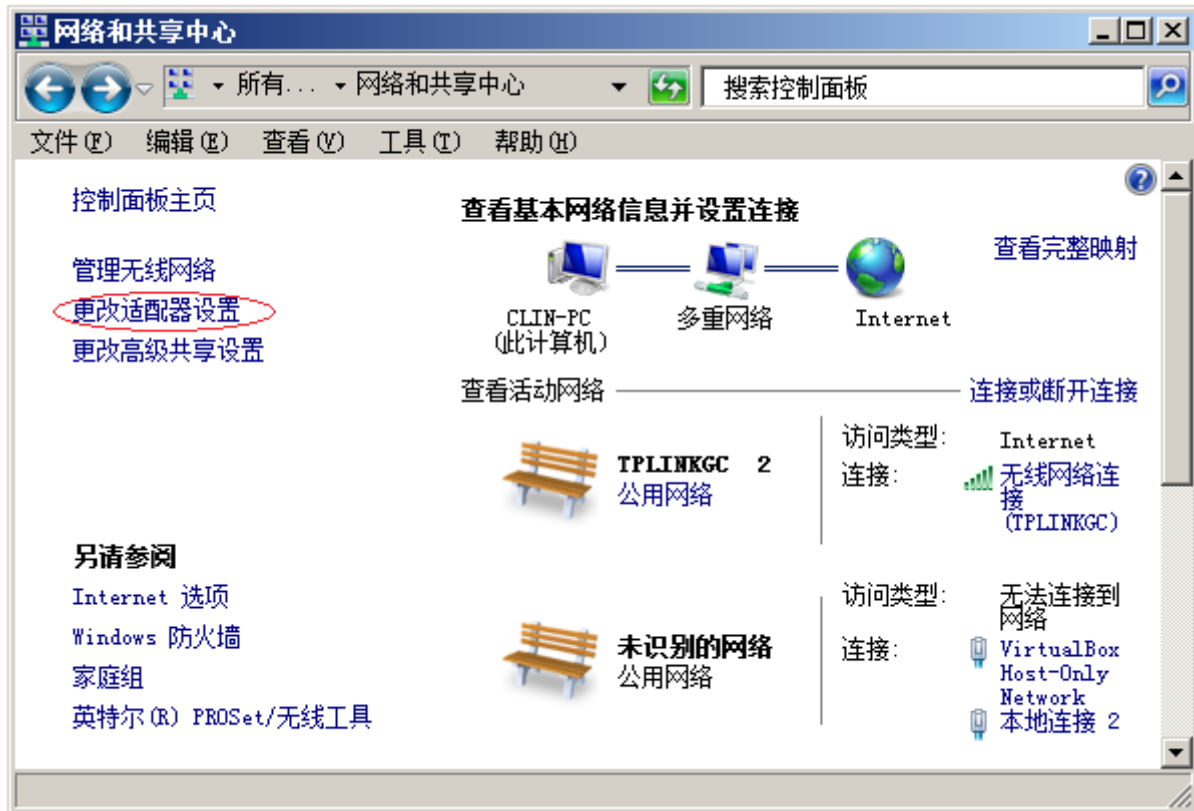 网络和共享中心
所有... 网络和共享中心
搜索控制面板
文件(F) 编辑(E) 查看(V) 工具(T) 帮助(H)
控制面板主页
管理无线网络
更改适配器设置
更改高级共享设置
另请参阅
Internet 选项
Windows 防火墙
家庭组
英特尔(R) PROSet/无线工具
查看基本网络信息并设置连接
查看完整映射
CLIN-PC
(此计算机)
多重网络
Internet
查看活动网络
连接或断开连接
TPLINKGC 2
公用网络
访问类型: Internet
连接: 无线网络连
接
(TPLINKGC)
未识别的网络
公用网络
访问类型: 无法连接到
网络
连接: VirtualBox
Host-Only
Network
本地连接 2